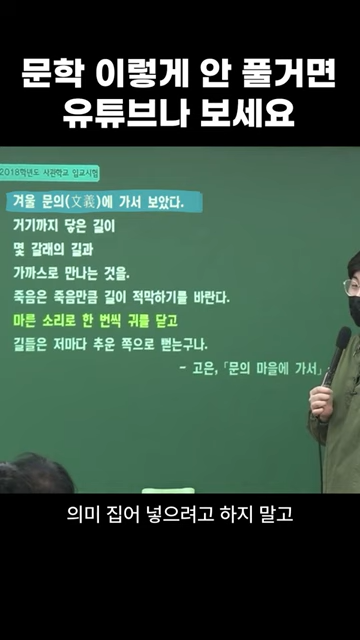 문학 이렇게 안 풀거면
유튜브나 보세요
2018학년도 사관학교 입교시험
겨울 문의(文義)에 가서 보았다.
거기까지 닿은 길이
몇 갈래의 길과
가까스로 만나는 것을.
죽음은 죽음만큼 길이 적막하기를 바란다.
마른 소리로 한 번씩 귀를 닫고
길들은 저마다 추운 쪽으로 뻗는구나.
- 고은, 「문의 마을에 가서」
의미 집어 넣으려고 하지 말고